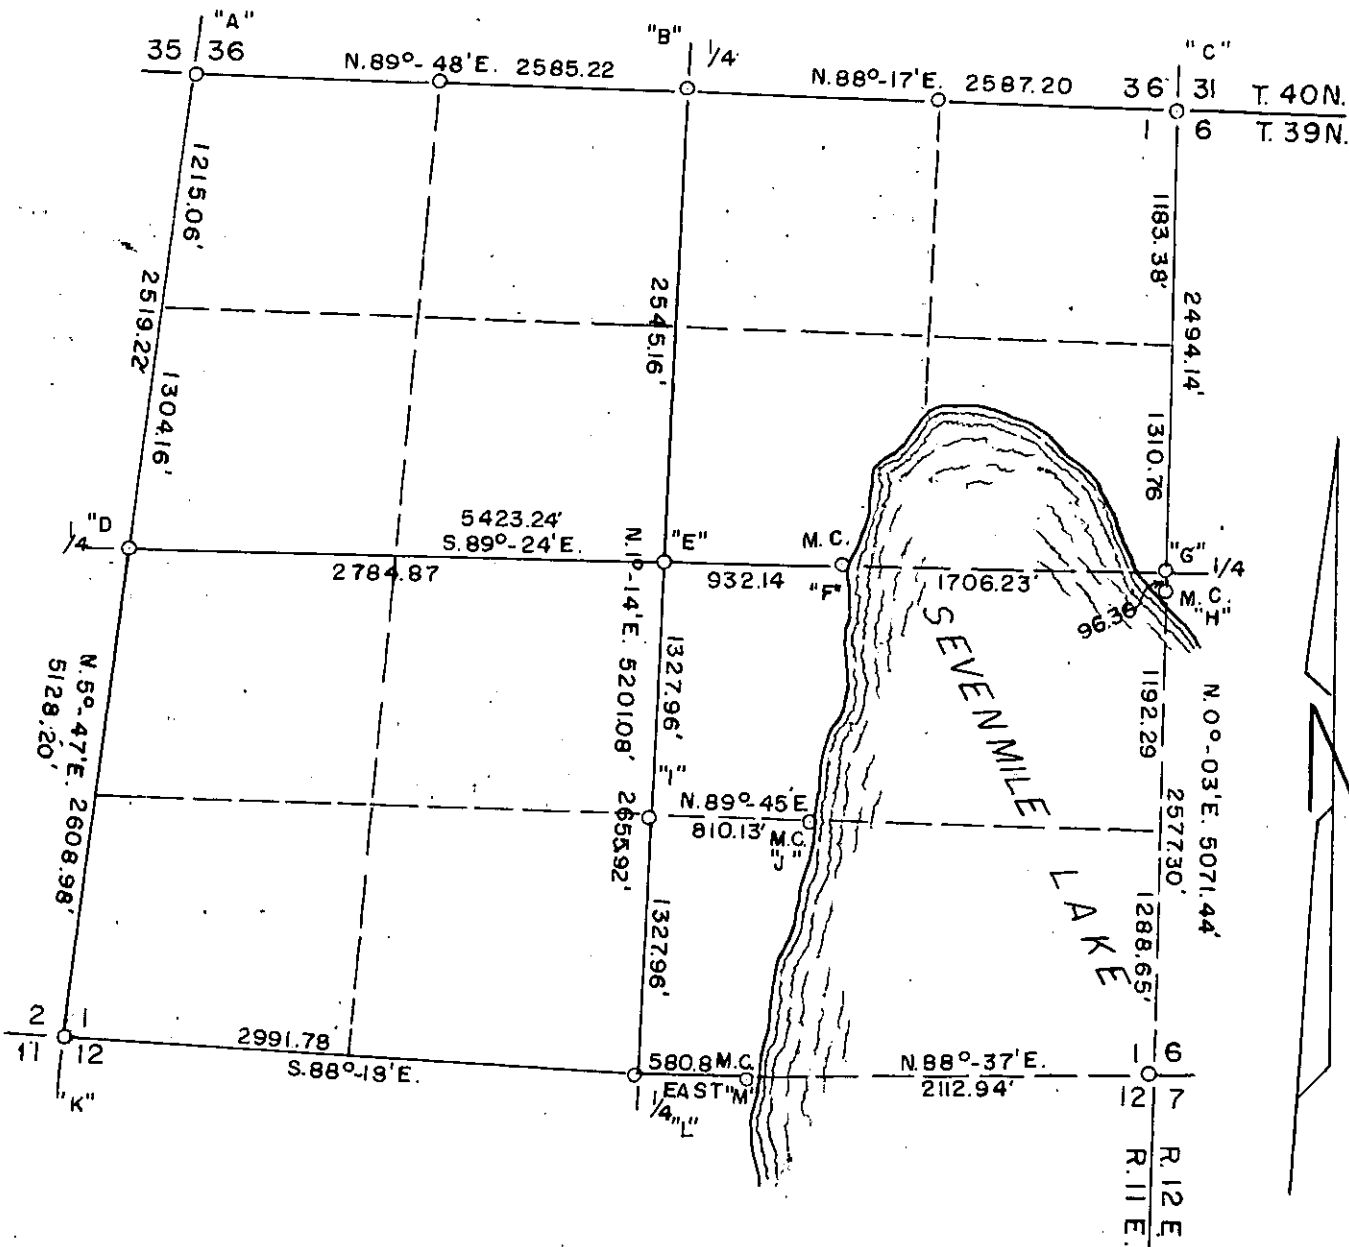 "A"
35 | 36
N.89°-48'E. 2585.22
"B"
1/4
N.88°-17'E. 2587.20
"C"
36 | 31
1 | 6
T. 40N.
T. 39N.
1215.06'
2519.22'
1304.16'
2545.16'
1183.38'
2494.14'
1310.76
"D
1/4
5423.24'
S.89°-24'E.
2784.87
"E"
932.14
M.C.
"F"
1706.23'
"G"
1/4
M.C.
"H"
96.36
N.1°-14'E. 5201.08'
1327.96'
2655.92'
1327.96'
"I"
N.89°-45'E
810.13'
M.C.
"J"
SEVENMILE
LAKE
1192.29
2577.30'
1288.65'
N.0°-03'E. 5071.44'
N.5°-47'E. 2608.98'
5128.20'
N
2 | 1
11 | 12
"K"
2991.78'
S.88°-19'E.
580.8 M.C.
EAST "M"
1/4 "L"
N.88°-37'E.
2112.94'
1 | 6
12 | 7
R. 12 E.
R. 11 E.